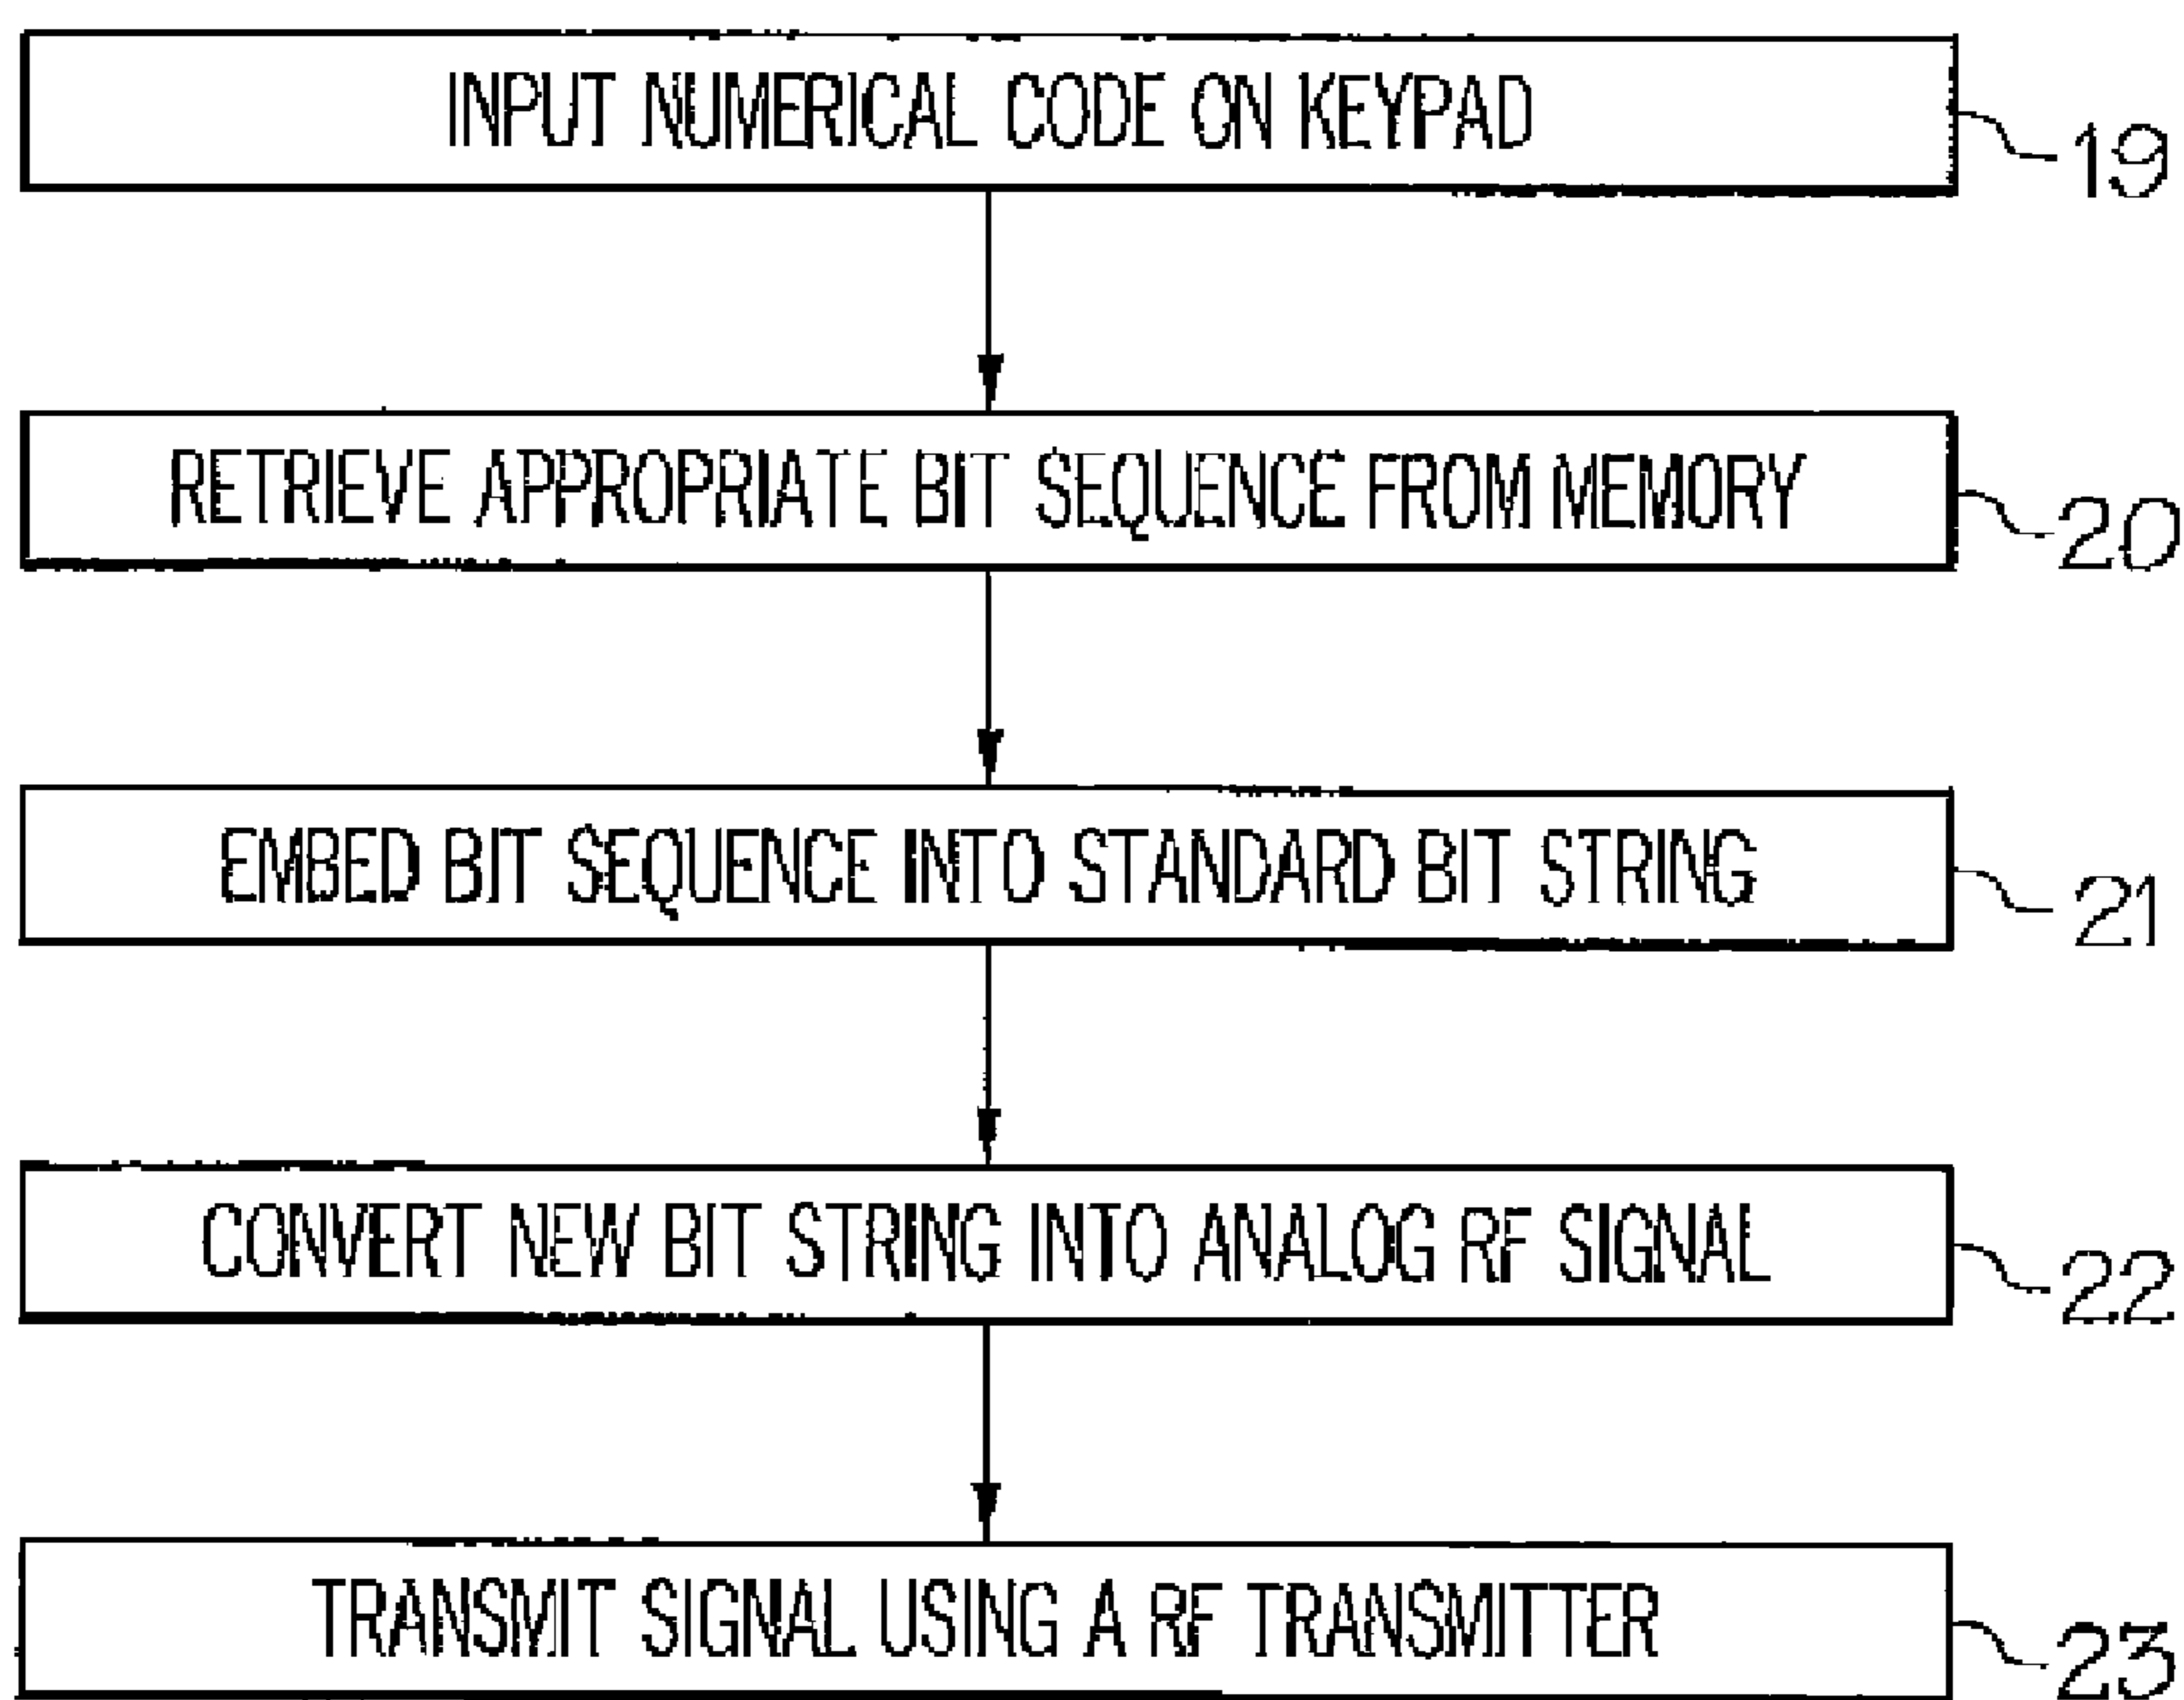 INPUT NUMERICAL CODE ON KEYPAD
19
RETRIEVE APPROPRIATE BIT SEQUENCE FROM MEMORY
20
EMBED BIT SEQUENCE INTO STANDARD BIT STRING
21
CONVERT NEW BIT STRING INTO ANALOG RF SIGNAL
22
TRANSMIT SIGNAL USING A RF TRANSMITTER
23